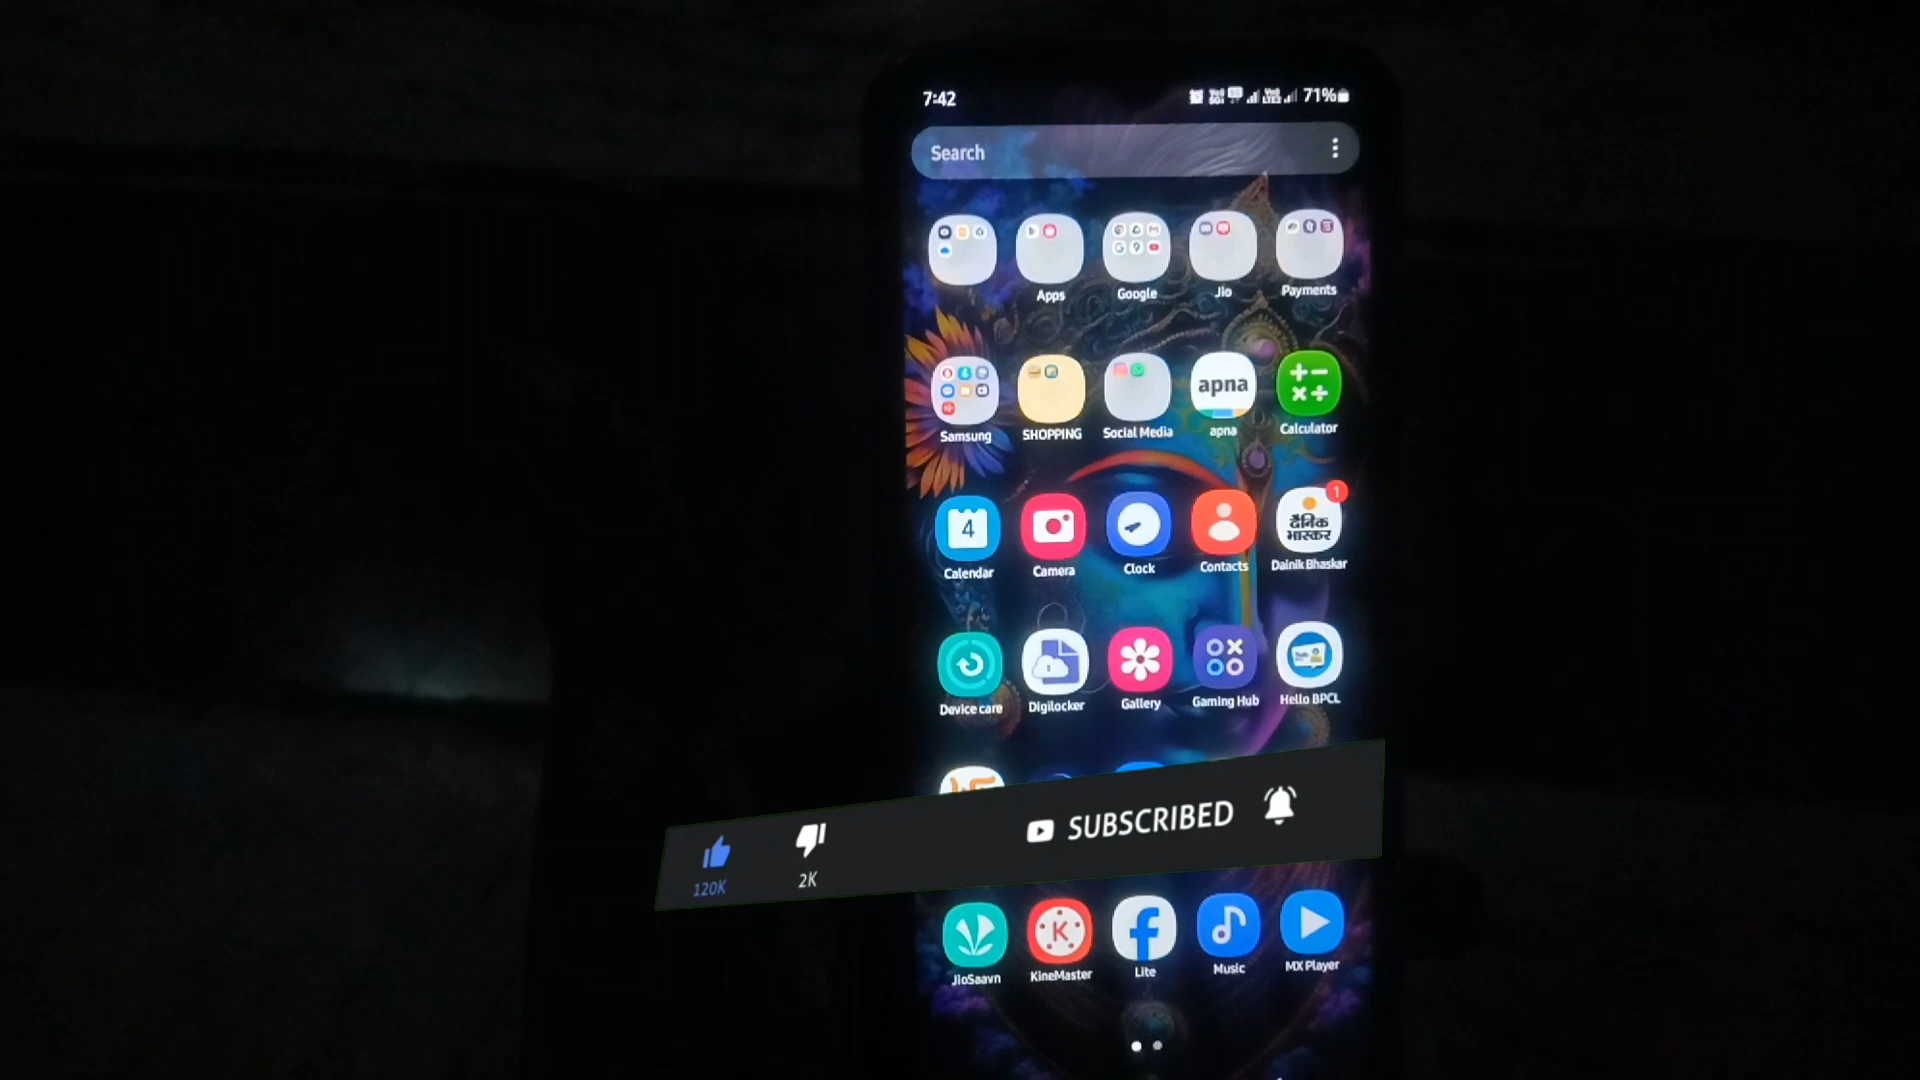 7:42
71%
Search
Apps
Google
Jio
Payments
apna
Samsung
SHOPPING
Social Media
apna
Calculator
4
दैनिक
भास्कर
1
Calendar
Camera
Clock
Contacts
Dainik Bhaskar
Device care
Digilocker
Gallery
Gaming Hub
Hello BPCL
SUBSCRIBED
120K
2K
K
JioSaavn
KineMaster
Lite
Music
MX Player